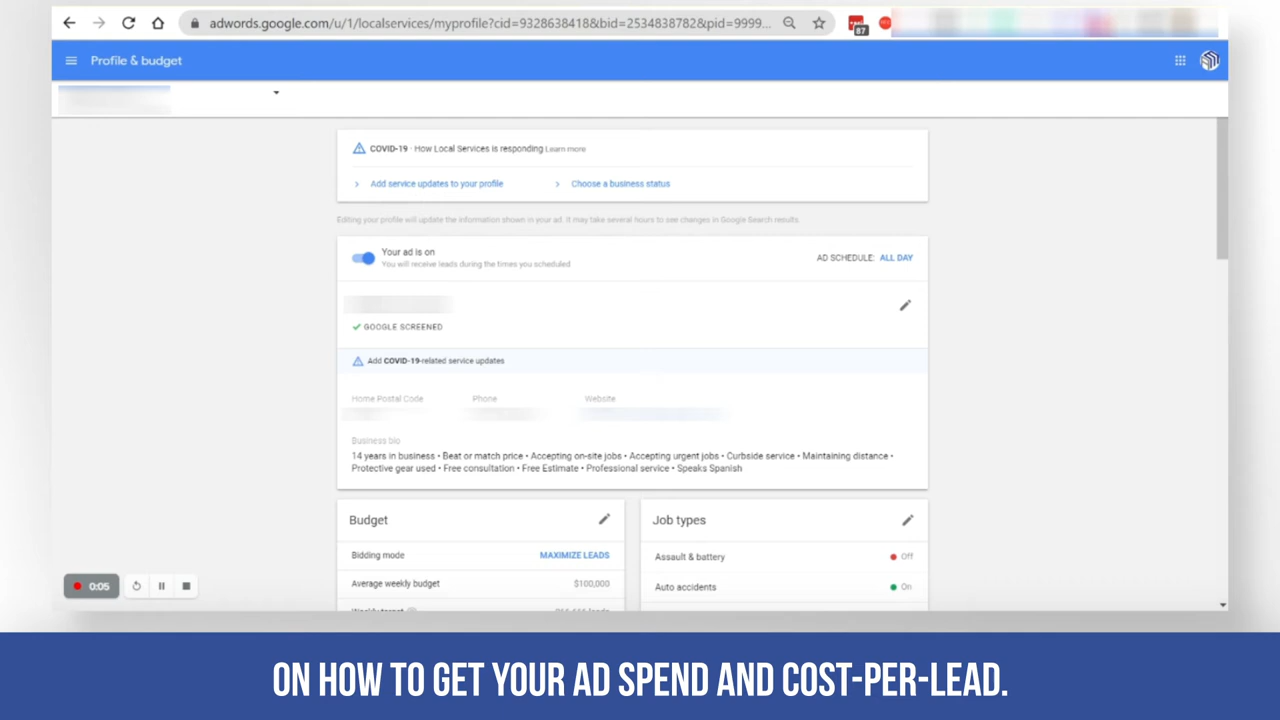 adwords.google.com/u/1/localservices/myprofile?cid=9328638418&bid=2534838782&pid=9999...
87
Profile & budget
COVID-19 · How Local Services is responding Learn more
Add service updates to your profile
Choose a business status
Editing your profile will update the information shown in your ad. It may take several hours to see changes in Google Search results.
Your ad is on
You will receive leads during the times you scheduled
AD SCHEDULE: ALL DAY
GOOGLE SCREENED
Add COVID-19-related service updates
Home Postal Code Phone Website
Business bio
14 years in business • Beat or match price • Accepting on-site jobs • Accepting urgent jobs • Curbside service • Maintaining distance •
Protective gear used • Free consultation • Free Estimate • Professional service • Speaks Spanish
Budget
Bidding mode MAXIMIZE LEADS
Average weekly budget $100,000
Job types
Assault & battery Off
Auto accidents On
0:05
ON HOW TO GET YOUR AD SPEND AND COST-PER-LEAD.